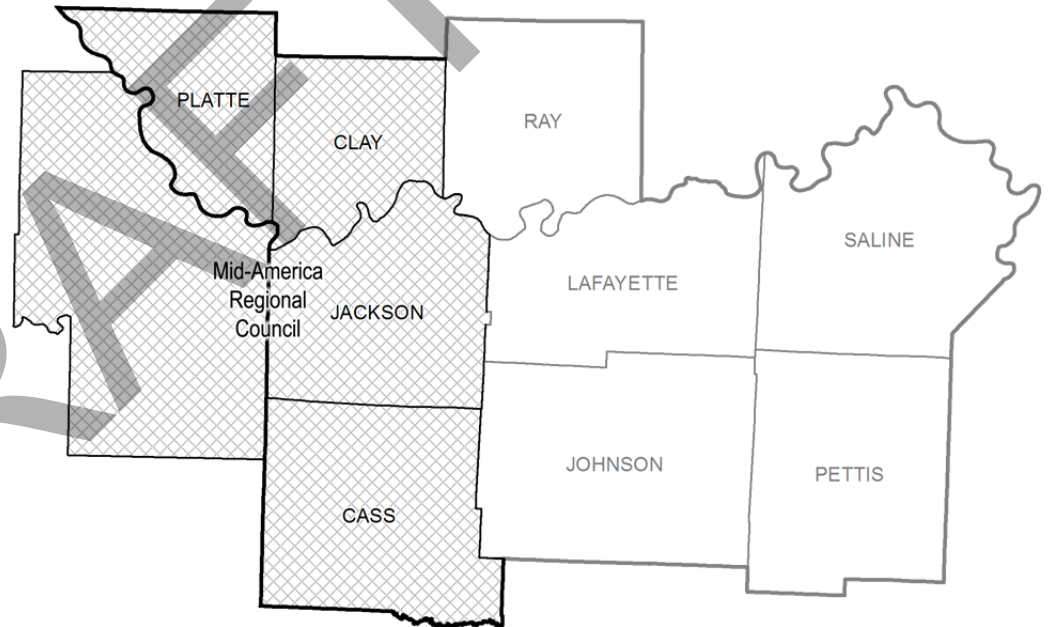 PLATTE
CLAY
RAY
SALINE
Mid-America
Regional
Council
JACKSON
LAFAYETTE
JOHNSON
PETTIS
CASS